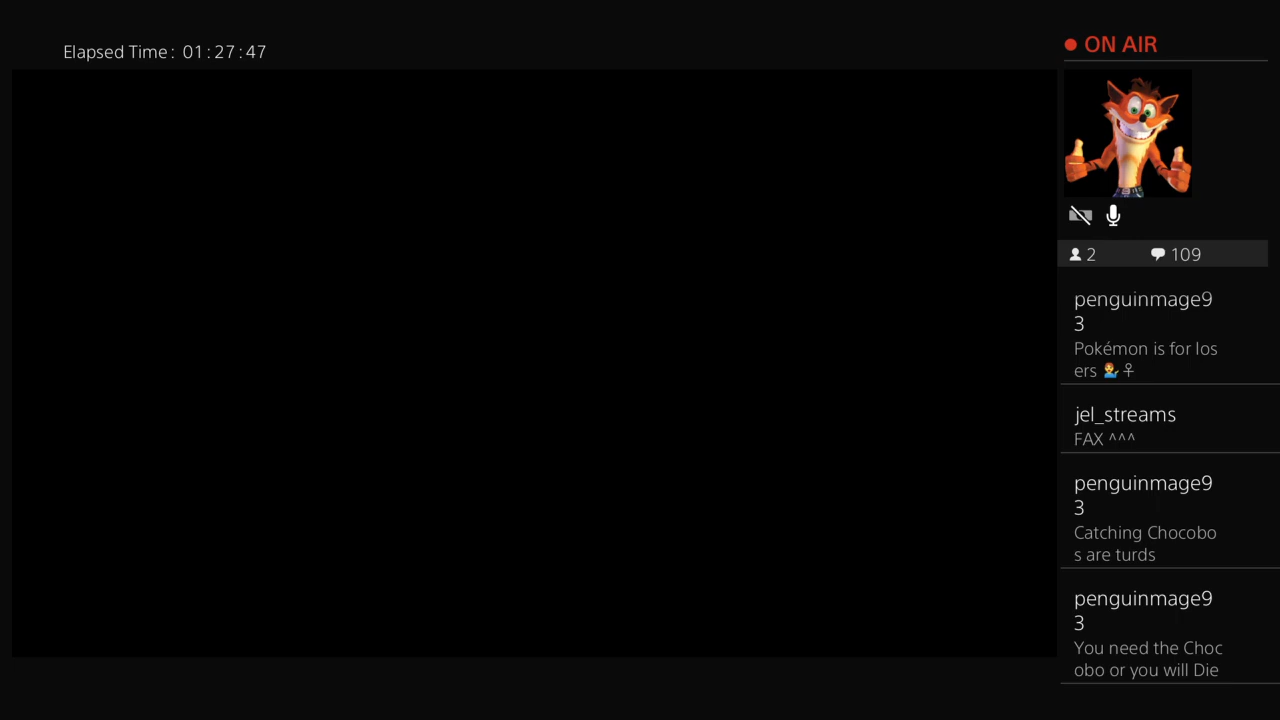 Elapsed Time: 01:27:47
ON AIR
2 109
penguinmage9
3
Pokémon is for los
ers 🤷‍♂️♀
jel_streams
FAX ^^^
penguinmage9
3
Catching Chocobo
s are turds
penguinmage9
3
You need the Choc
obo or you will Die